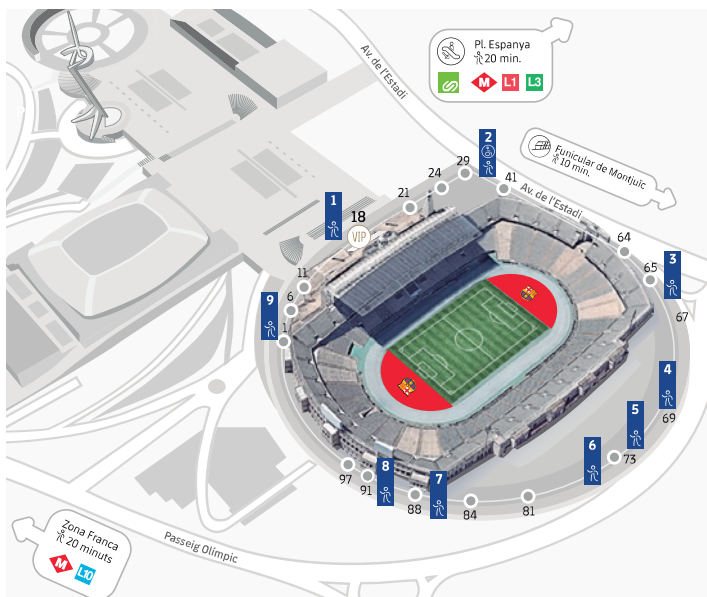 Av. de l'Estadi
Pl. Espanya
20 min.
M L1 L3
Funicular de Montjuïc
10 min.
Av. de l'Estadi
2
29
24
41
21
1
18
VIP
64
3
65
67
11
6
9
1
4
69
5
6
73
97
8
91
7
88
84
81
Zona Franca
20 minuts
M L10
Passeig Olímpic